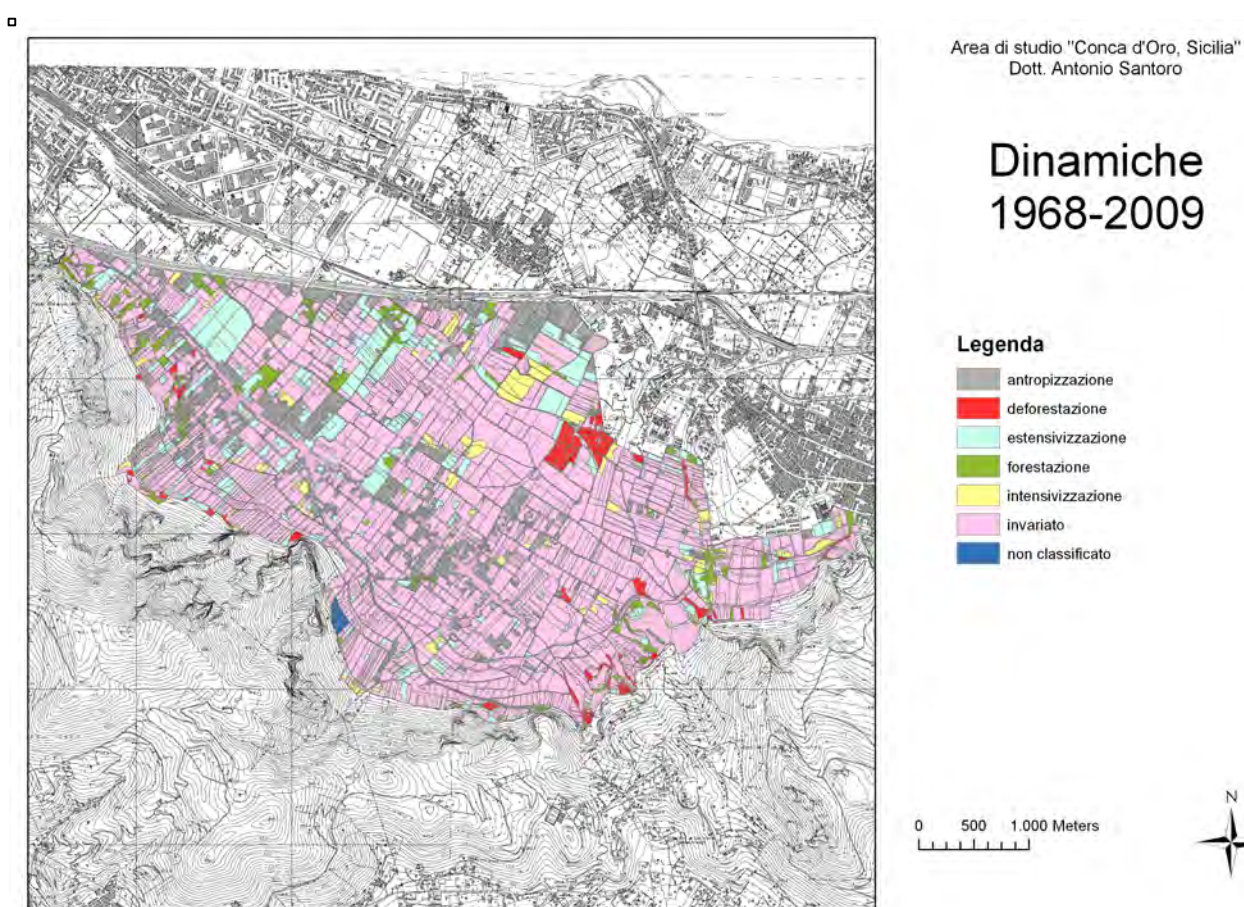 Area di studio "Conca d'Oro, Sicilia"
Dott. Antonio Santoro
Dinamiche
1968-2009
Legenda
antropizzazione
deforestazione
estensivizzazione
forestazione
intensivizzazione
invariato
non classificato
N
0 500 1.000 Meters